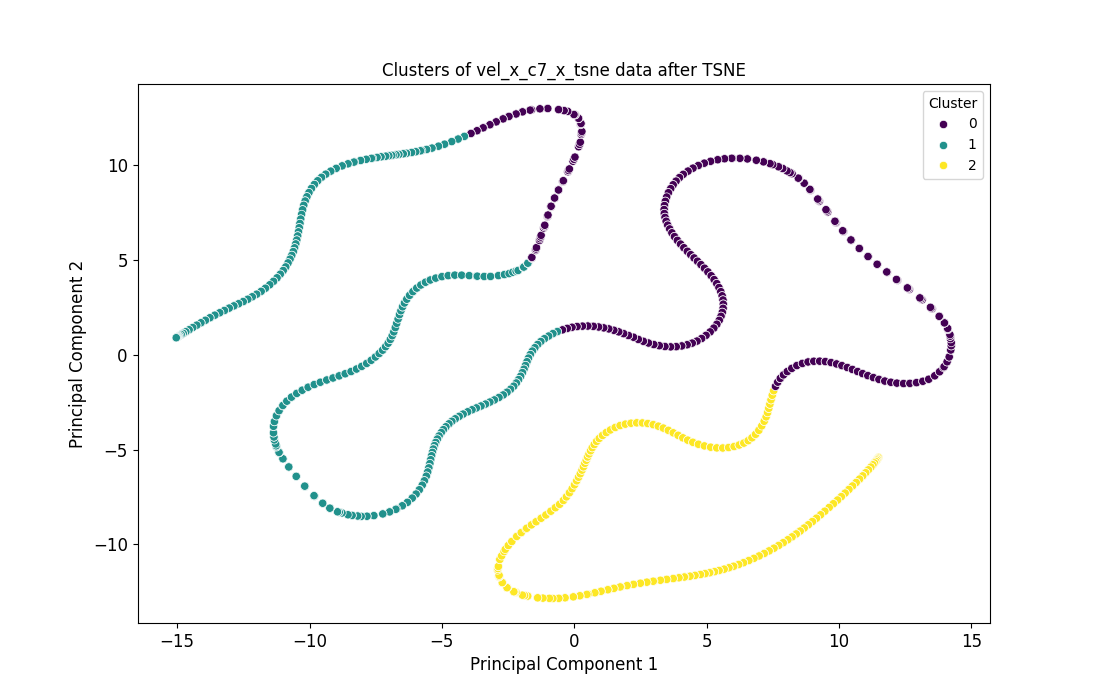 Clusters of vel_x_c7_x_tsne data after TSNE
Cluster
0
1
2
10
5
0
−5
−10
Principal Component 2
−15 −10 −5 0 5 10 15
Principal Component 1